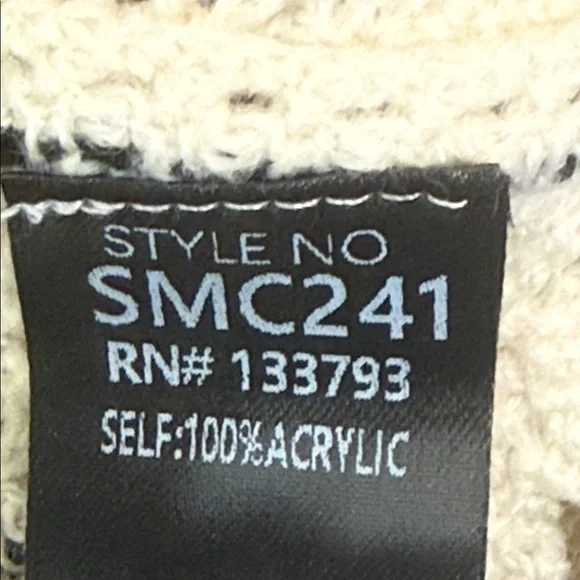 STYLE NO
SMC241
RN# 133793
SELF:100%ACRYLIC